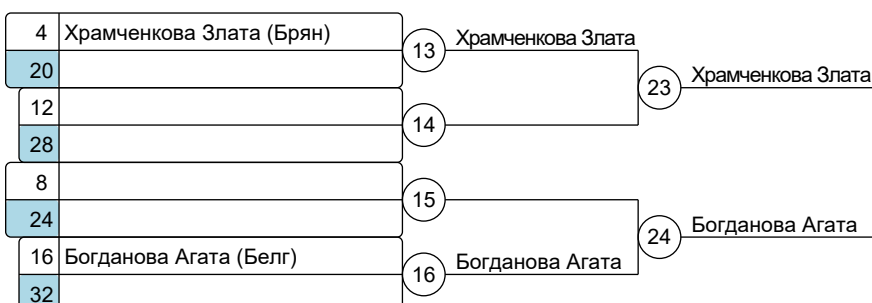 4 Храмченкова Злата (Брян)
13 Храмченкова Злата
20
23 Храмченкова Злата
12
14
28
8
15
24
24 Богданова Агата
16 Богданова Агата (Белг)
16 Богданова Агата
32